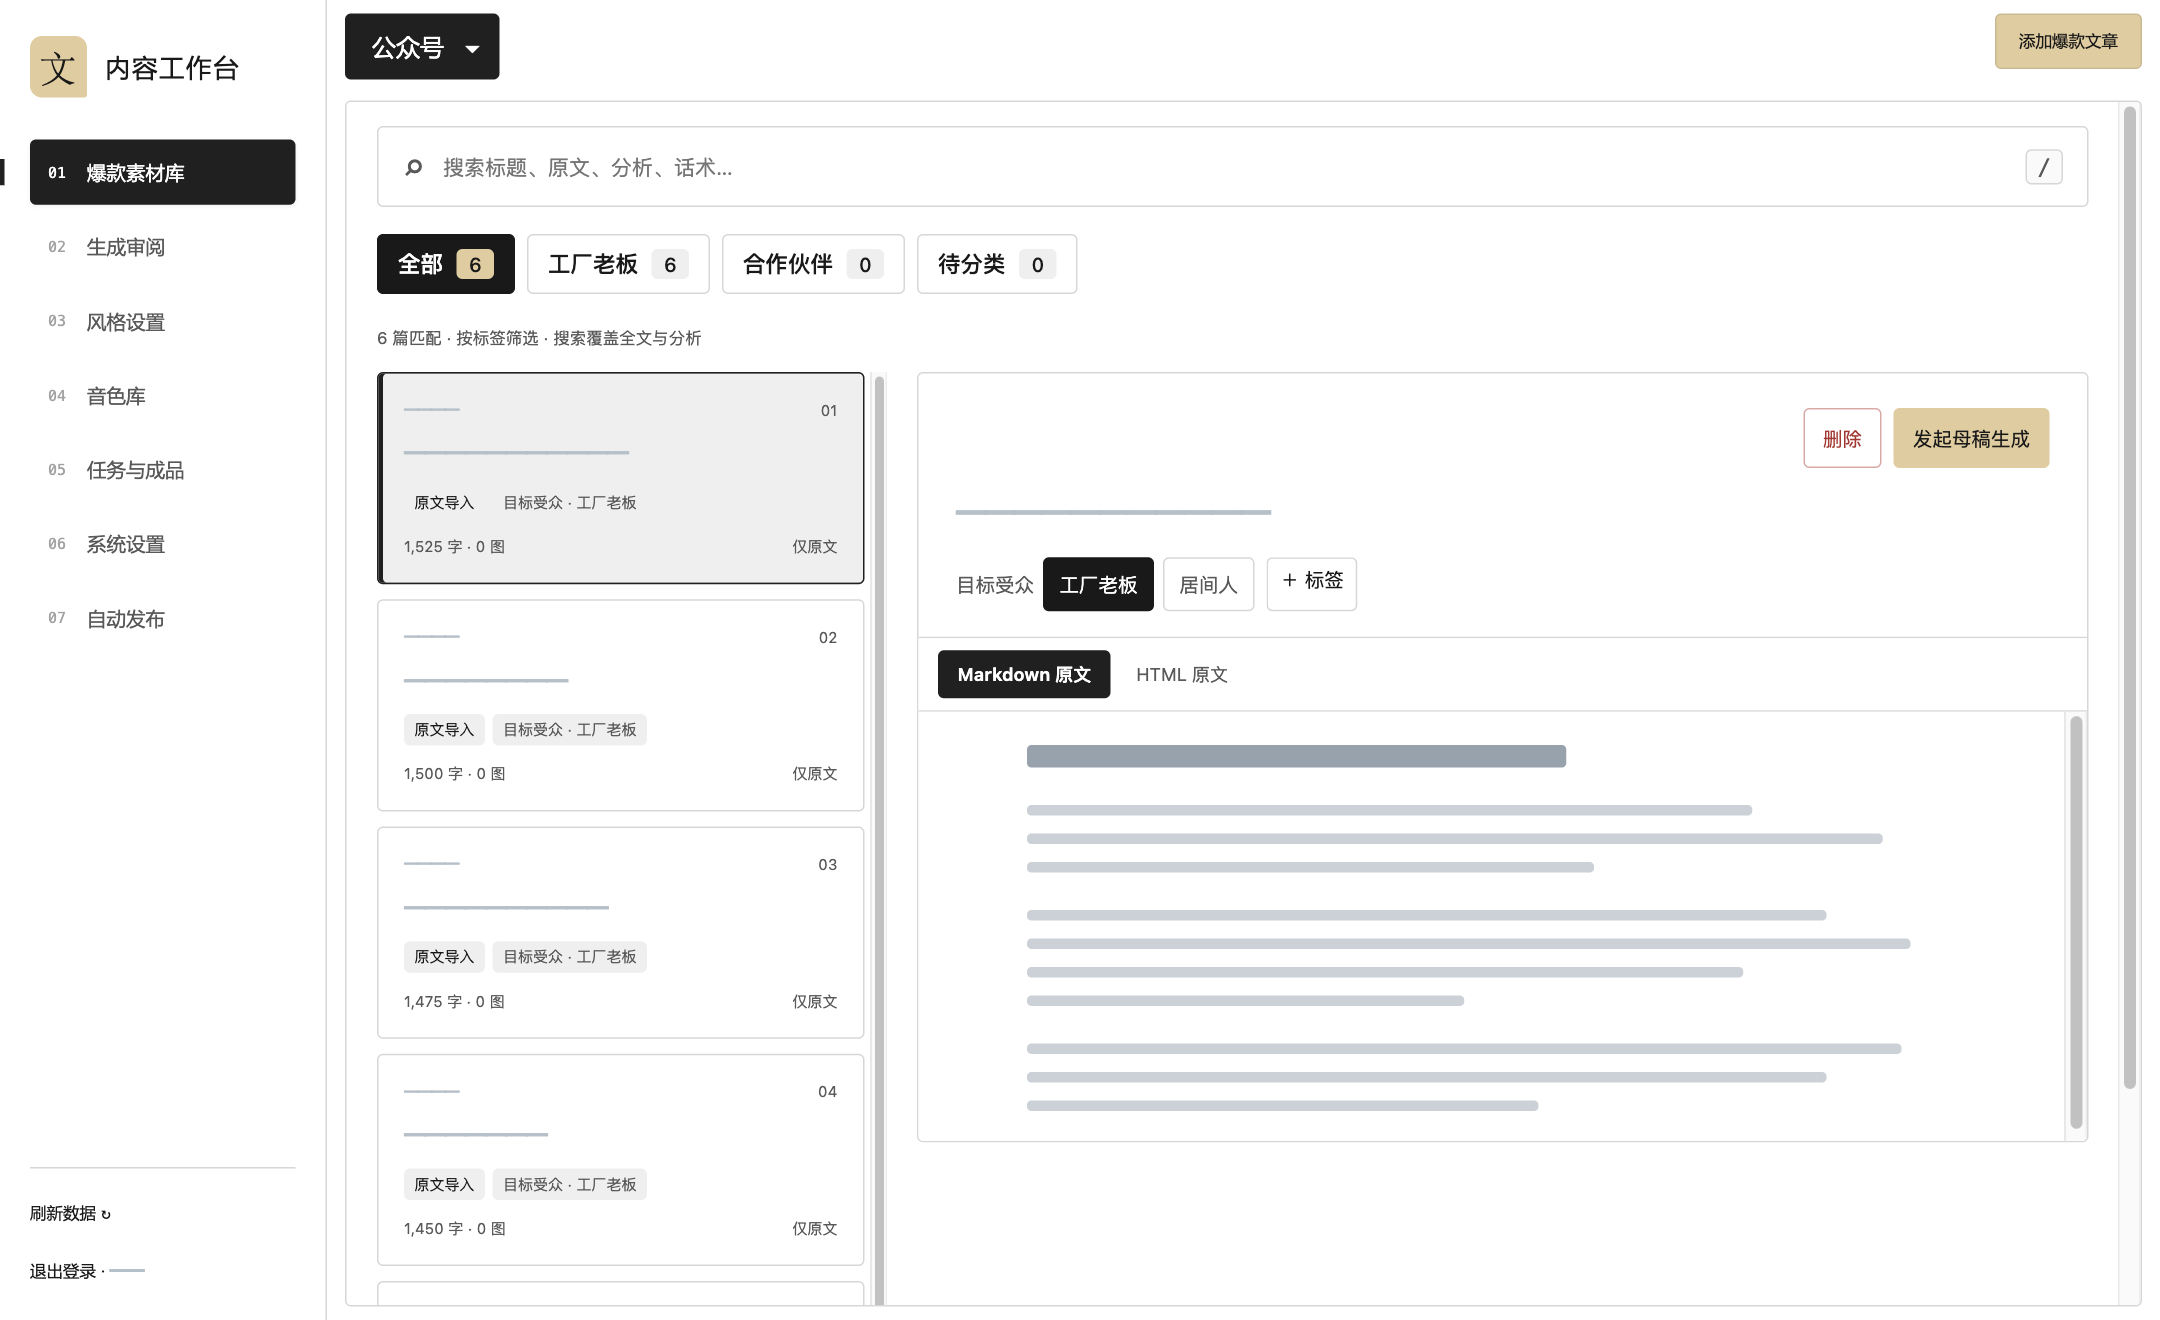 文 内容工作台
01 爆款素材库
02 生成审阅
03 风格设置
04 音色库
05 任务与成品
06 系统设置
07 自动发布
刷新数据 ↻
退出登录 ·
公众号
添加爆款文章
搜索标题、原文、分析、话术...
/
全部 6
工厂老板 6
合作伙伴 0
待分类 0
6 篇匹配 · 按标签筛选 · 搜索覆盖全文与分析
01
原文导入 目标受众 · 工厂老板
1,525 字 · 0 图 仅原文
02
原文导入 目标受众 · 工厂老板
1,500 字 · 0 图 仅原文
03
原文导入 目标受众 · 工厂老板
1,475 字 · 0 图 仅原文
04
原文导入 目标受众 · 工厂老板
1,450 字 · 0 图 仅原文
删除 发起母稿生成
目标受众 工厂老板 居间人 + 标签
Markdown 原文 HTML 原文